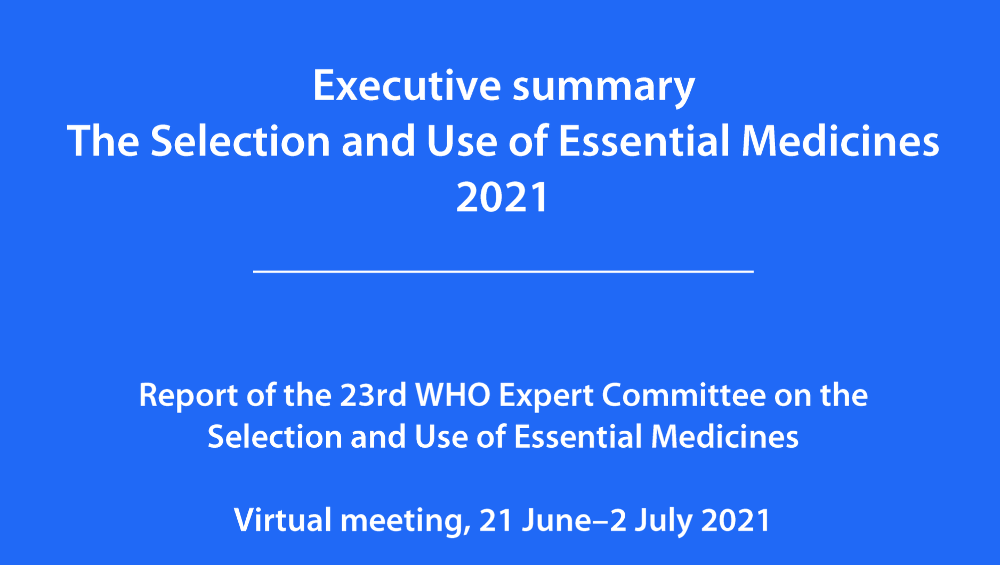 Executive summary
The Selection and Use of Essential Medicines
2021
Report of the 23rd WHO Expert Committee on the
Selection and Use of Essential Medicines
Virtual meeting, 21 June–2 July 2021